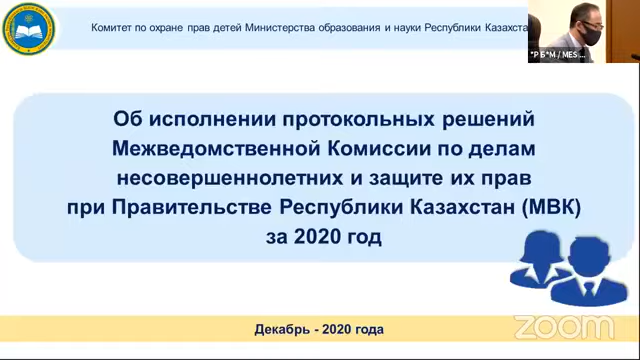 Комитет по охране прав детей Министерства образования и науки Республики Казахста
*Р Б*М / MES ...
Об исполнении протокольных решений
Межведомственной Комиссии по делам
несовершеннолетних и защите их прав
при Правительстве Республики Казахстан (МВК)
за 2020 год
Декабрь - 2020 года
zoom